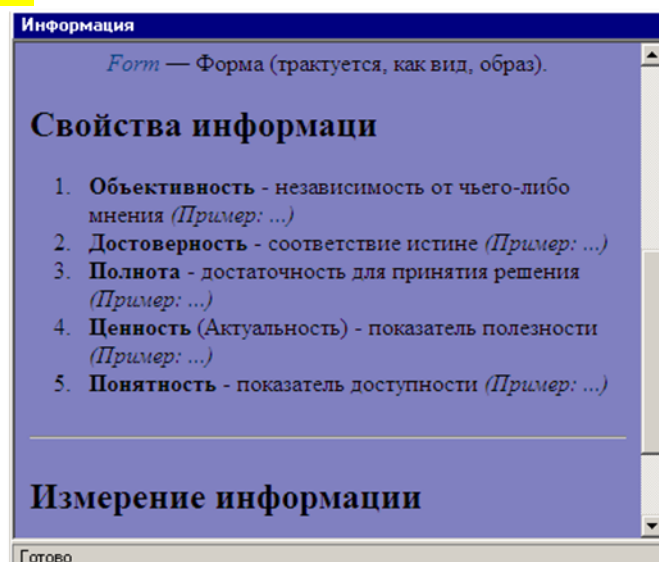 Информация
Form — Форма (трактуется, как вид, образ).
Свойства информаци
1. Объективность - независимость от чьего-либо
мнения (Пример: ...)
2. Достоверность - соответствие истине (Пример: ...)
3. Полнота - достаточность для принятия решения
(Пример: ...)
4. Ценность (Актуальность) - показатель полезности
(Пример: ...)
5. Понятность - показатель доступности (Пример: ...)
Измерение информации
Готово